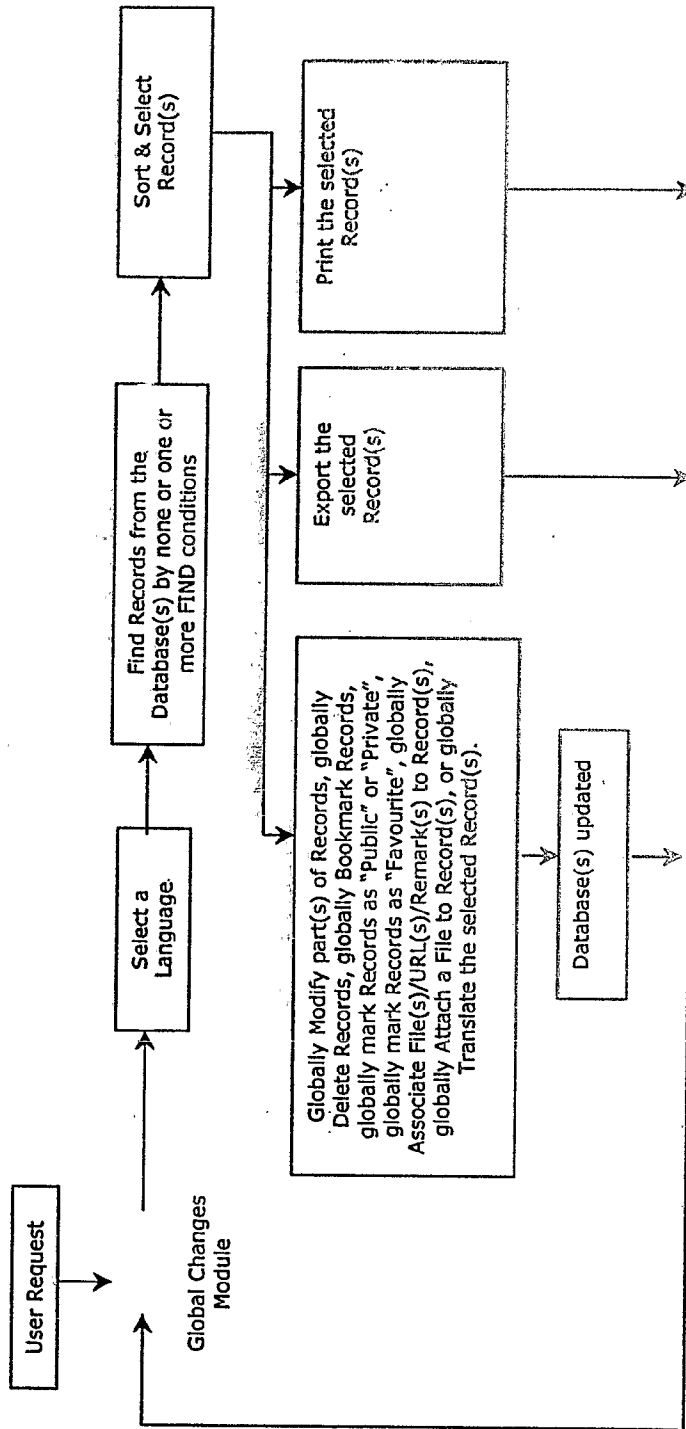 User Request
Global Changes
Module
Select a
Language.
Find Records from the
Database(s) by none or one or
more FIND conditions
Sort & Select
Record(s)
Globally Modify part(s) of Records, globally
Delete Records, globally Bookmark Records,
globally mark Records as "Public" or "Private",
globally mark Records as "Favourite", globally
Associate File(s)/URL(s)/Remark(s) to Record(s),
globally Attach a File to Record(s), or globally
Translate the selected Record(s).
Export the
selected
Record(s)
Print the selected
Record(s)
Database(s) updated